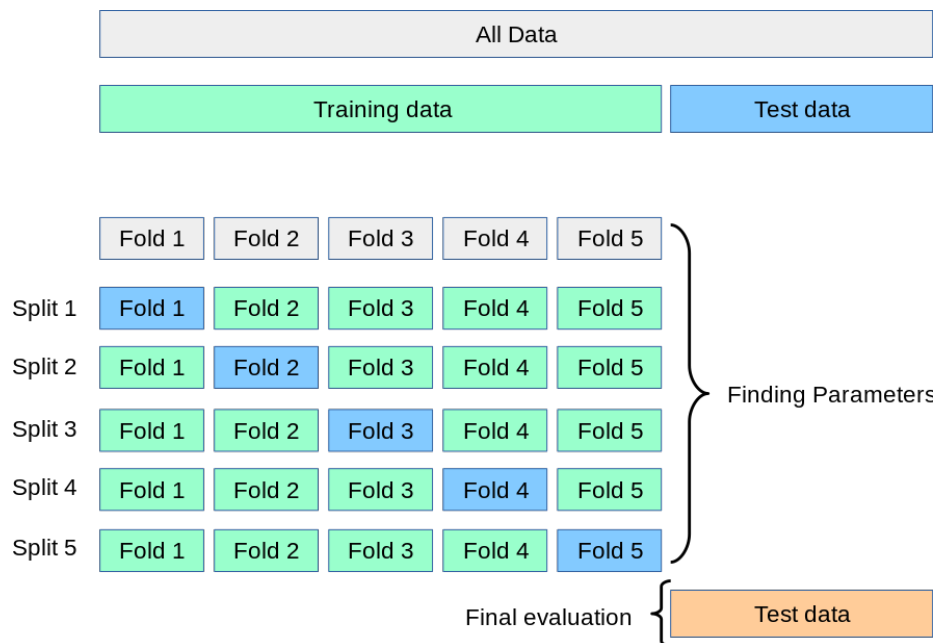 All Data
Training data Test data
Fold 1 Fold 2 Fold 3 Fold 4 Fold 5
Split 1 Fold 1 Fold 2 Fold 3 Fold 4 Fold 5
Split 2 Fold 1 Fold 2 Fold 3 Fold 4 Fold 5
Finding Parameters
Split 3 Fold 1 Fold 2 Fold 3 Fold 4 Fold 5
Split 4 Fold 1 Fold 2 Fold 3 Fold 4 Fold 5
Split 5 Fold 1 Fold 2 Fold 3 Fold 4 Fold 5
Final evaluation Test data